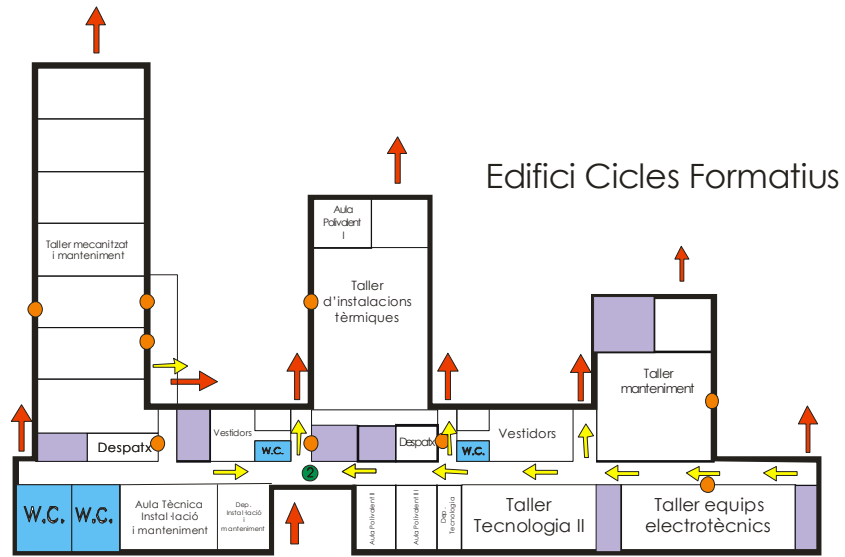 Edifici Cicles Formatius
Aula
Polivalent
I
Taller mecanitzat
i manteniment
Taller
d'instalacions
tèrmiques
Taller
manteniment
Despatx
Vestidors
W.C.
Despatx
W.C.
Vestidors
2
W.C.
W.C.
Aula Tècnica
Instal·lació
i manteniment
Dep.
Instal·lació
i
manteniment
Aula Polivalent II
Aula Polivalent III
Dep.
Tecnologia
Taller
Tecnologia II
Taller equips
electrotècnics